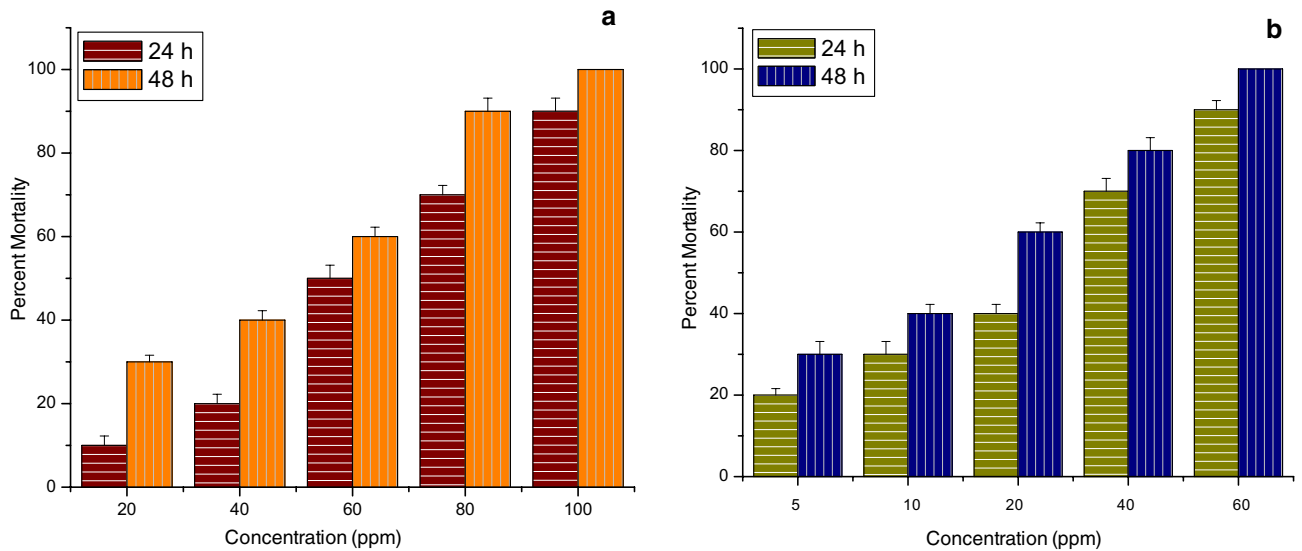 a
24 h
48 h
100
80
60
40
20
0
Percent Mortality
20 40 60 80 100
Concentration (ppm)
b
24 h
48 h
100
80
60
40
20
0
Percent Mortality
5 10 20 40 60
Concentration (ppm)